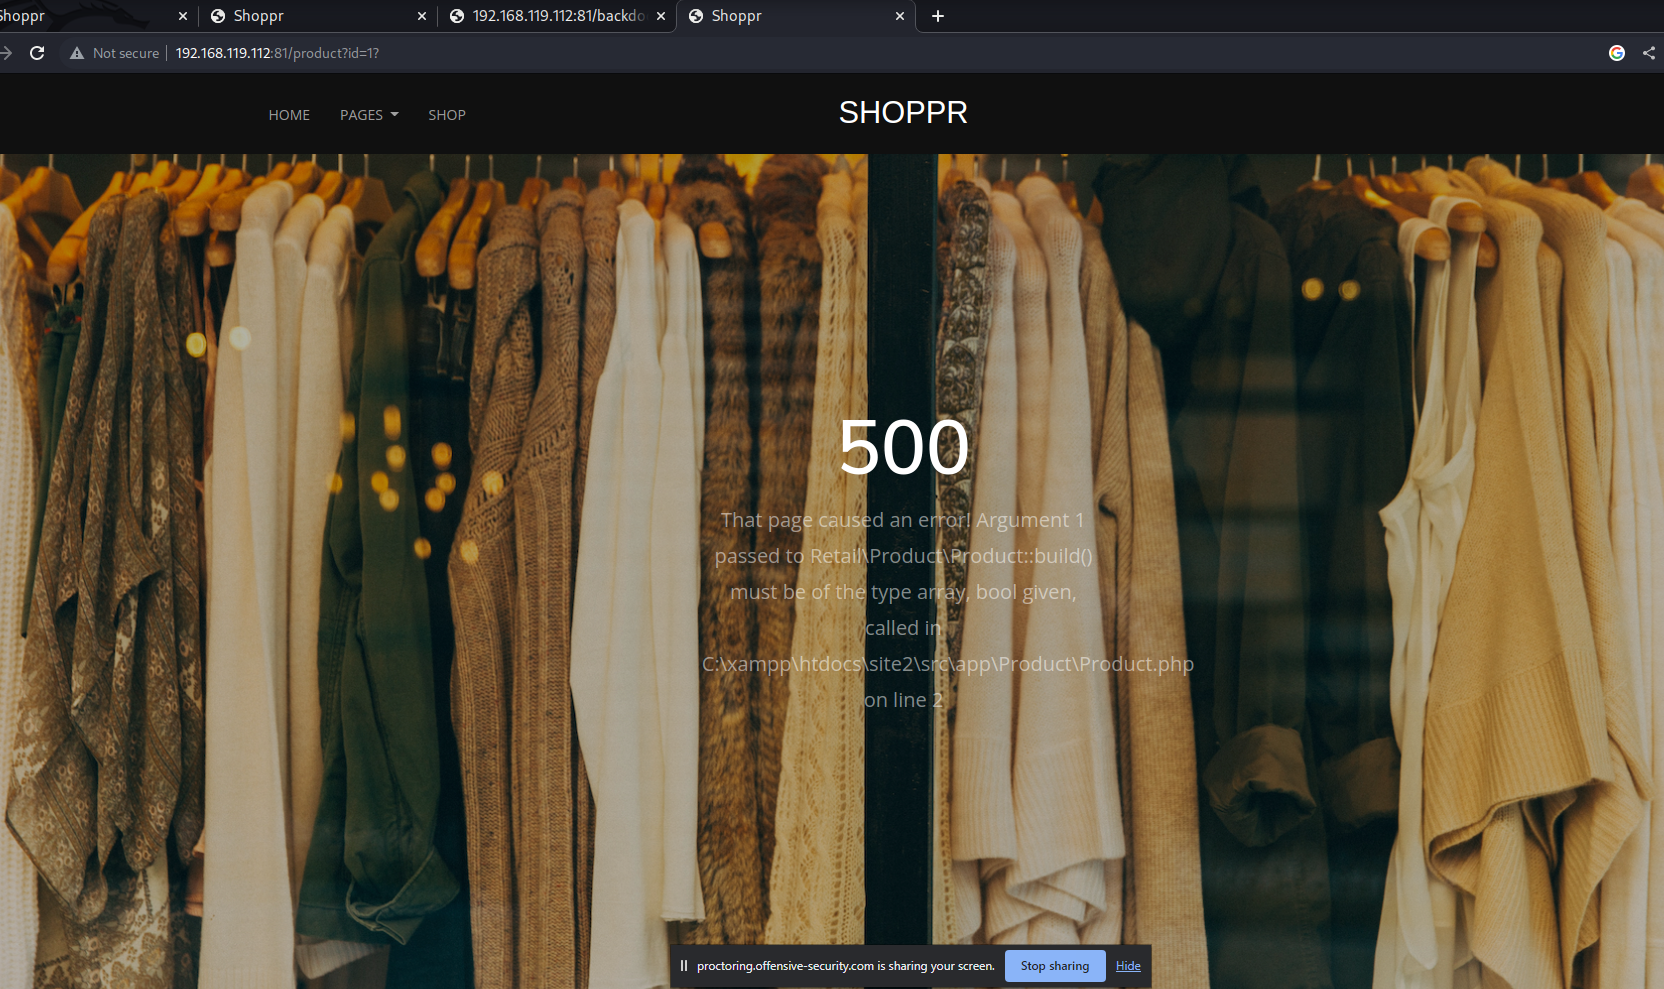 Shoppr
Shoppr
192.168.119.112:81/backdo
Shoppr
Not secure
192.168.119.112:81/product?id=1?
HOME
PAGES
SHOP
SHOPPR
500
That page caused an error! Argument 1
passed to Retail\Product\Product::build()
must be of the type array, bool given,
called in
C:\xampp\htdocs\site2\src\app\Product\Product.php
on line 2
proctoring.offensive-security.com is sharing your screen.
Stop sharing
Hide